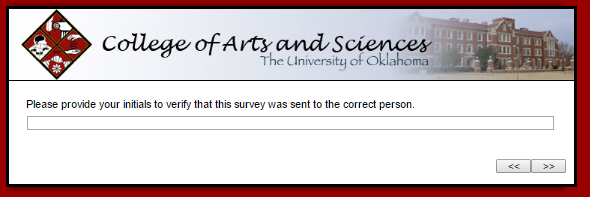 College of Arts and Sciences
The University of Oklahoma
Please provide your initials to verify that this survey was sent to the correct person.
<< >>